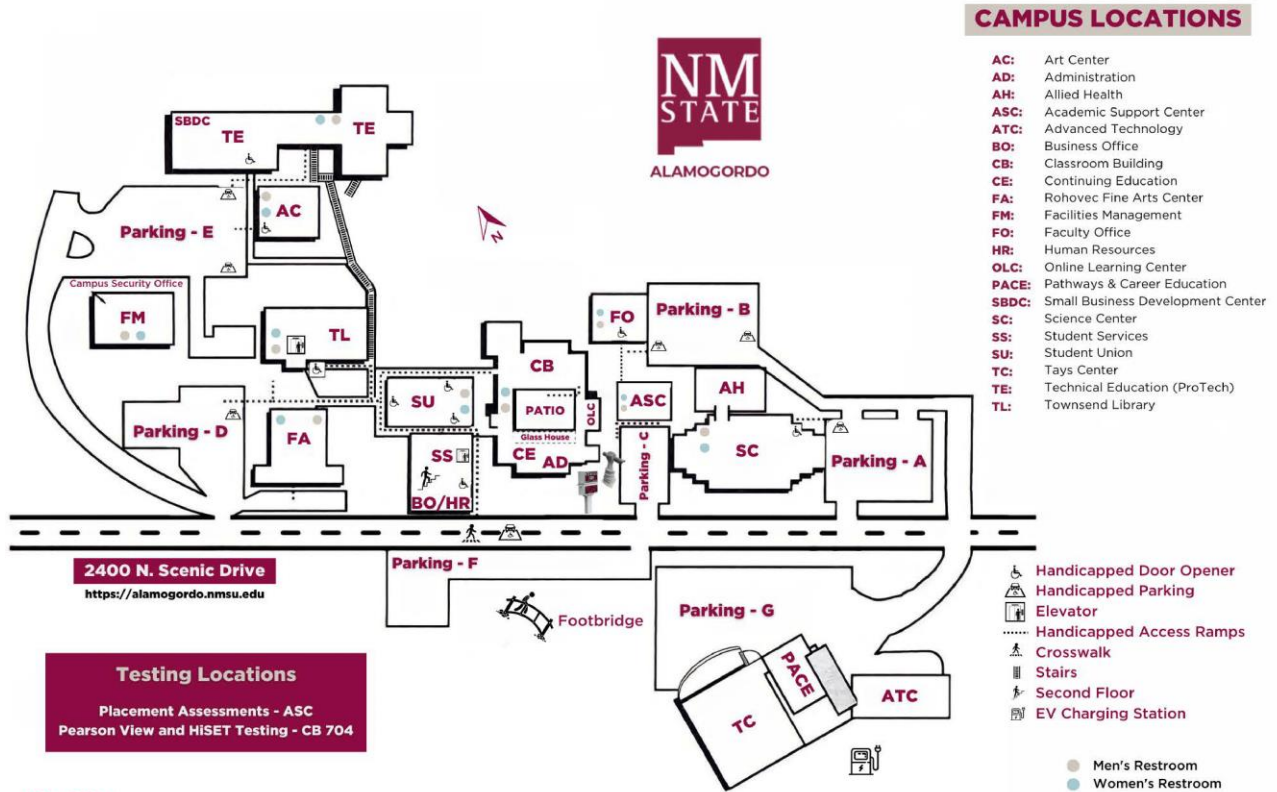 CAMPUS LOCATIONS
AC: Art Center
AD: Administration
AH: Allied Health
ASC: Academic Support Center
ATC: Advanced Technology
BO: Business Office
CB: Classroom Building
CE: Continuing Education
FA: Rohovec Fine Arts Center
FM: Facilities Management
FO: Faculty Office
HR: Human Resources
OLC: Online Learning Center
PACE: Pathways & Career Education
SBDC: Small Business Development Center
SC: Science Center
SS: Student Services
SU: Student Union
TC: Tays Center
TE: Technical Education (ProTech)
TL: Townsend Library
NM
STATE
ALAMOGORDO
N
SBDC
TE
TE
AC
Parking - E
Campus Security Office
FM
TL
FO
Parking - B
CB
AH
SU
PATIO
OLC
ASC
Parking - D
FA
Glass House
SS
CE
AD
Parking - C
SC
Parking - A
BO/HR
Parking - F
2400 N. Scenic Drive
https://alamogordo.nmsu.edu
Footbridge
Parking - G
PACE
TC
ATC
Testing Locations
Placement Assessments - ASC
Pearson View and HiSET Testing - CB 704
Handicapped Door Opener
Handicapped Parking
Elevator
Handicapped Access Ramps
Crosswalk
Stairs
Second Floor
EV Charging Station
Men's Restroom
Women's Restroom